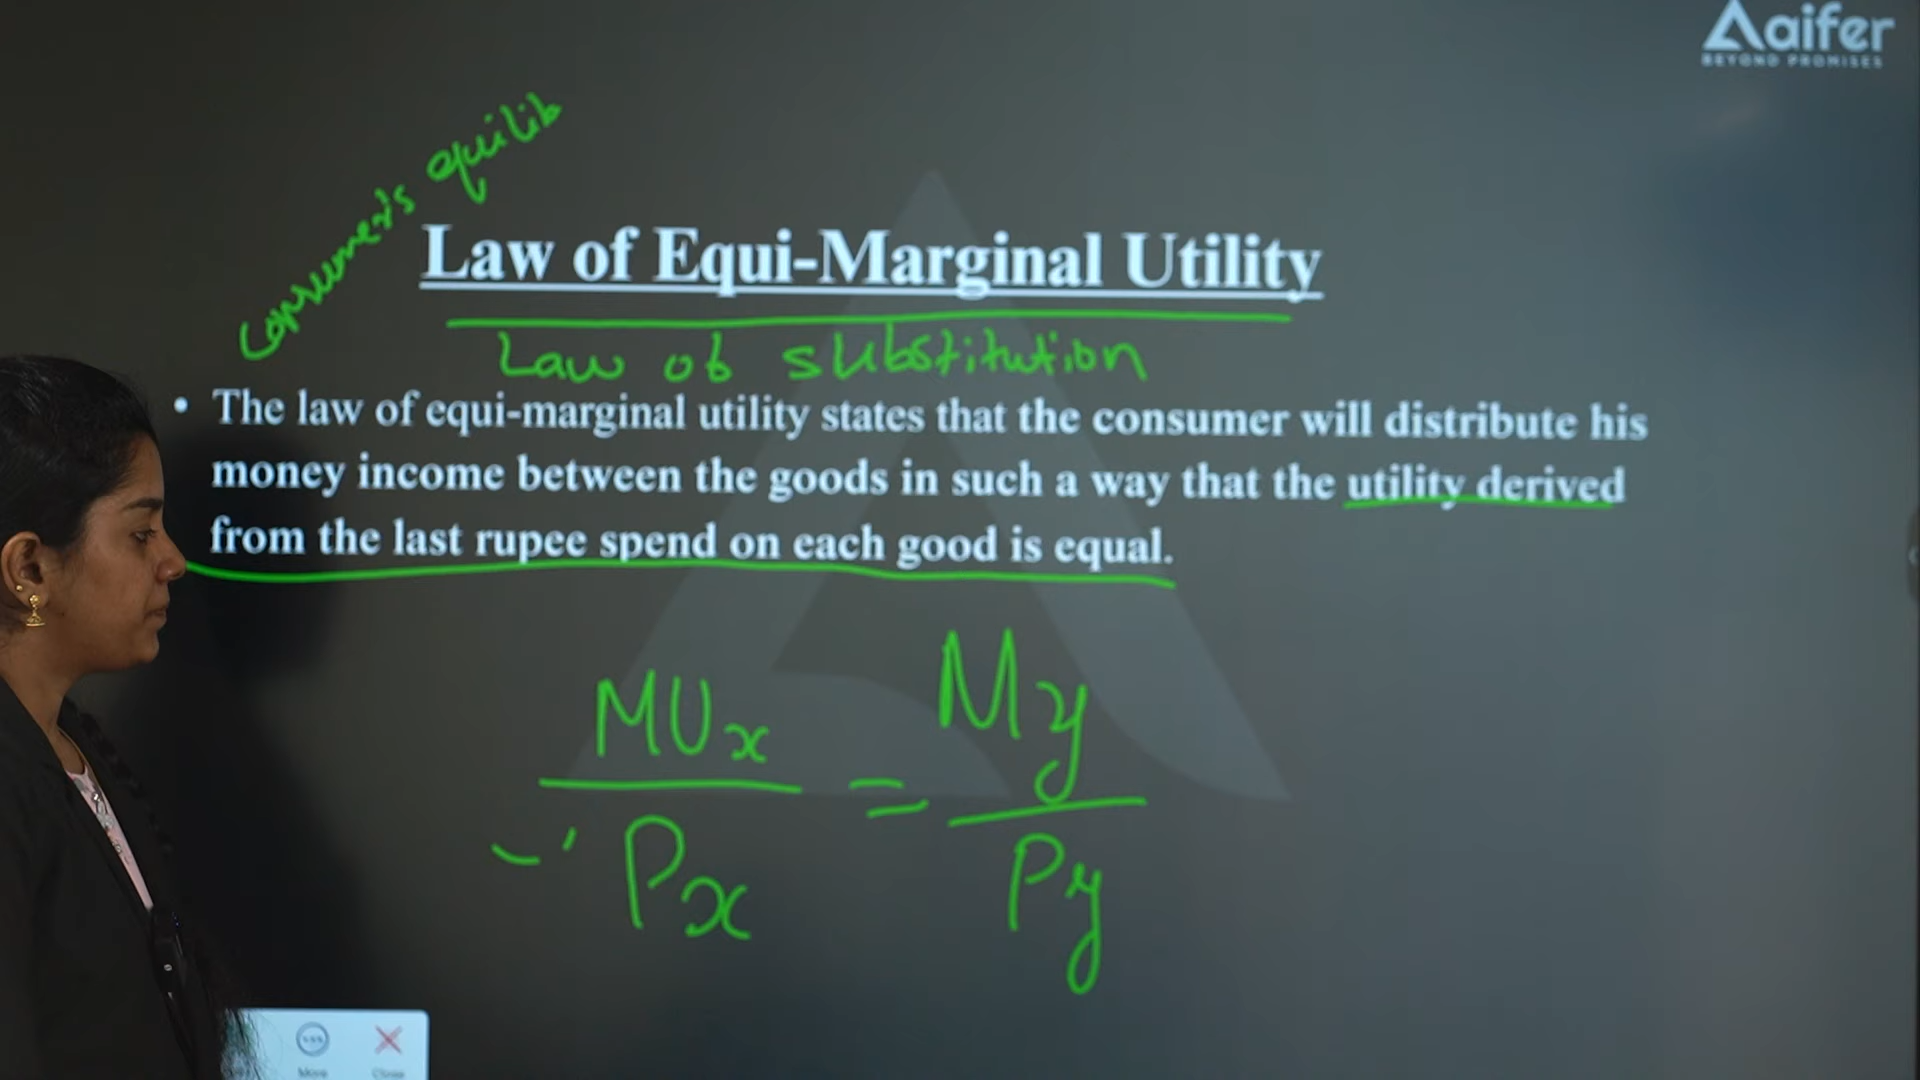 Aaifer
BEYOND PROMISES
Consumer's equilib
Law of Equi-Marginal Utility
Law of substitution
• The law of equi-marginal utility states that the consumer will distribute his
money income between the goods in such a way that the utility derived
from the last rupee spend on each good is equal.
MUx = My
Px Py
More Close